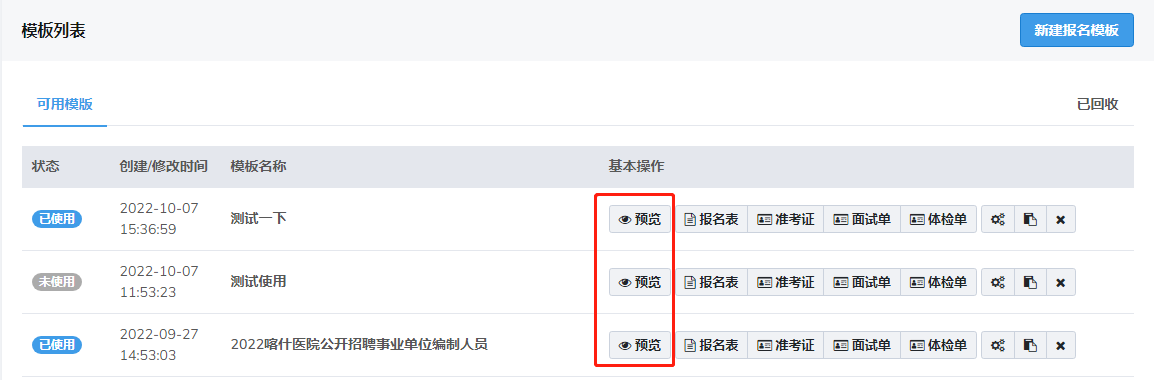 模板列表
新建报名模板
可用模版
已回收
状态 创建/修改时间 模板名称 基本操作
已使用 2022-10-07 15:36:59 测试一下 预览 报名表 准考证 面试单 体检单
未使用 2022-10-07 11:53:23 测试使用 预览 报名表 准考证 面试单 体检单
已使用 2022-09-27 14:53:03 2022喀什医院公开招聘事业单位编制人员 预览 报名表 准考证 面试单 体检单